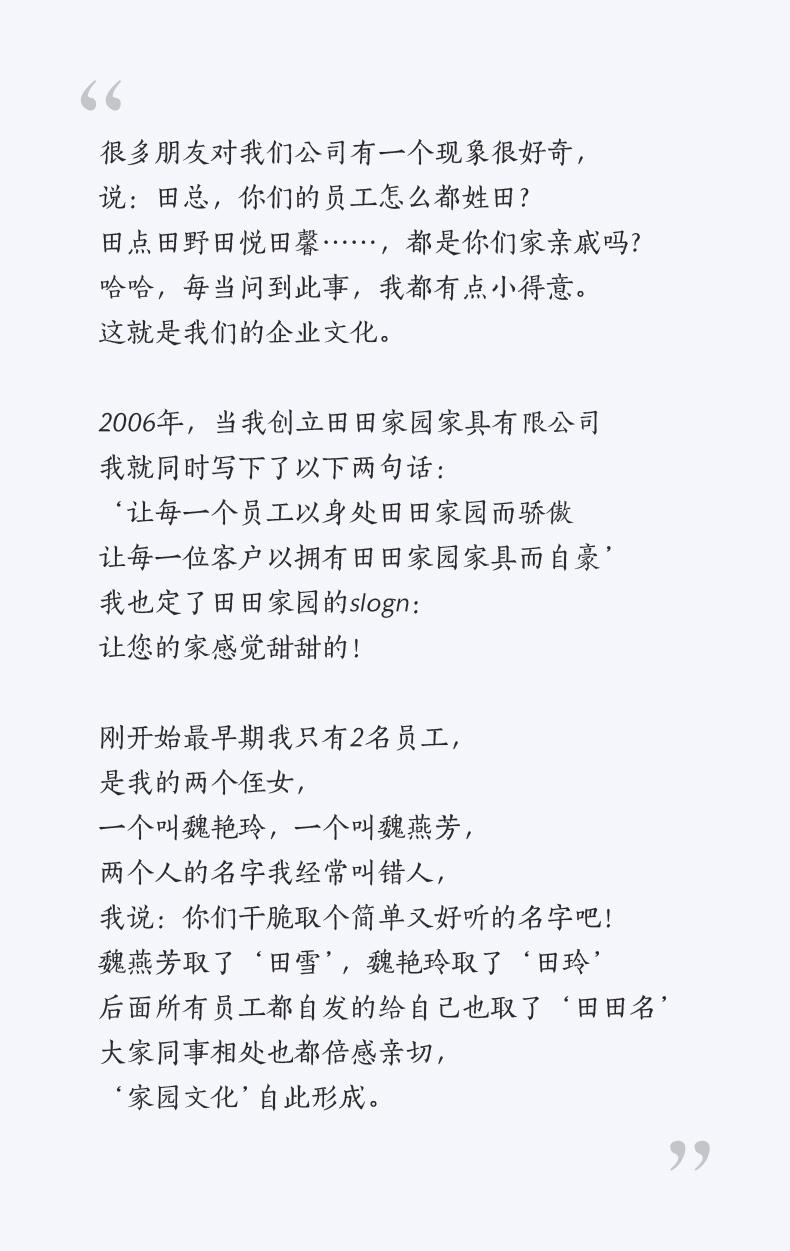 “
很多朋友对我们公司有一个现象很好奇，
说：田总，你们的员工怎么都姓田？
田点田野田悦田馨……，都是你们家亲戚吗？
哈哈，每当问到此事，我都有点小得意。
这就是我们的企业文化。
2006年，当我创立田田家园家具有限公司
我就同时写下了以下两句话：
‘让每一个员工以身处田田家园而骄傲
让每一位客户以拥有田田家园家具而自豪’
我也定了田田家园的slogn：
让您的家感觉甜甜的！
刚开始最早期我只有2名员工，
是我的两个侄女，
一个叫魏艳玲，一个叫魏燕芳，
两个人的名字我经常叫错人，
我说：你们干脆取个简单又好听的名字吧！
魏燕芳取了‘田雪’，魏艳玲取了‘田玲’
后面所有员工都自发的给自己也取了‘田田名’
大家同事相处也都倍感亲切，
‘家园文化’自此形成。
”